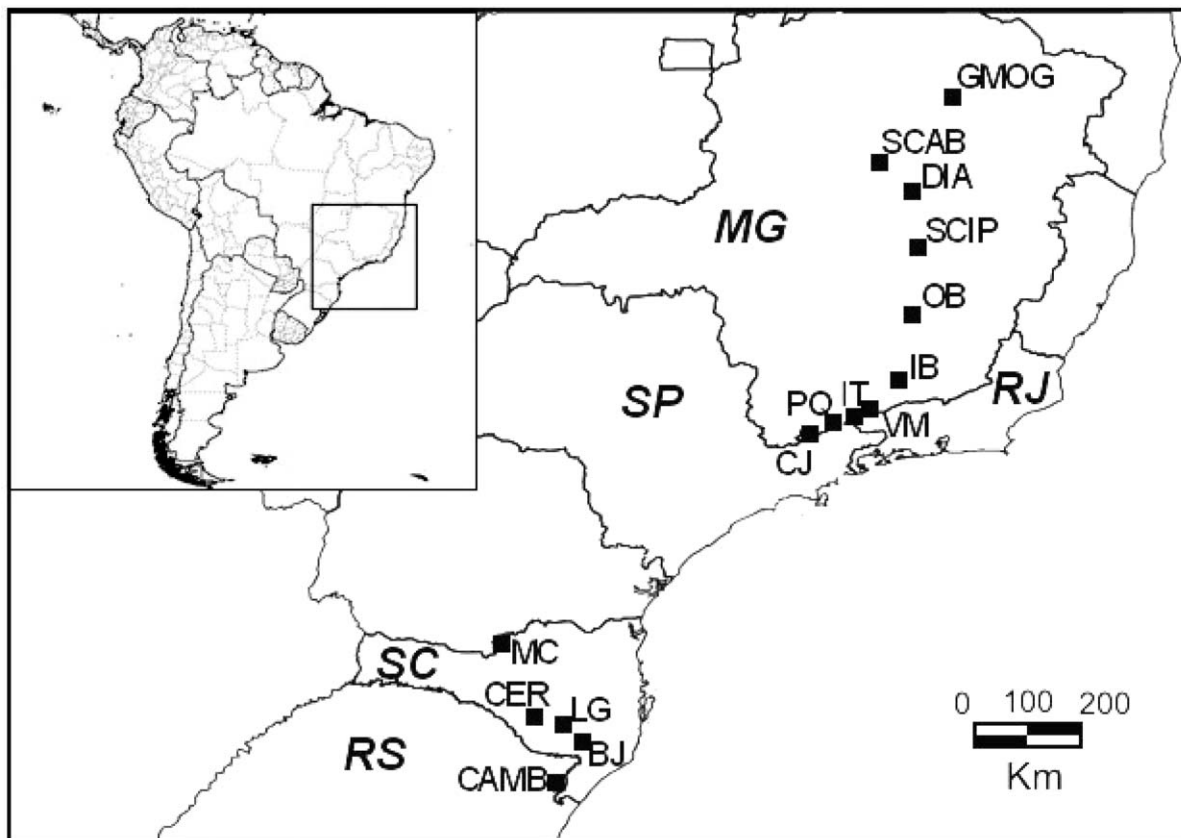 GMOG
SCAB
DIA
MG
SCIP
OB
IB
SP
PQ
IT
RJ
VM
CJ
MC
SC
CER
LG
RS
BJ
CAMB
0 100 200
Km